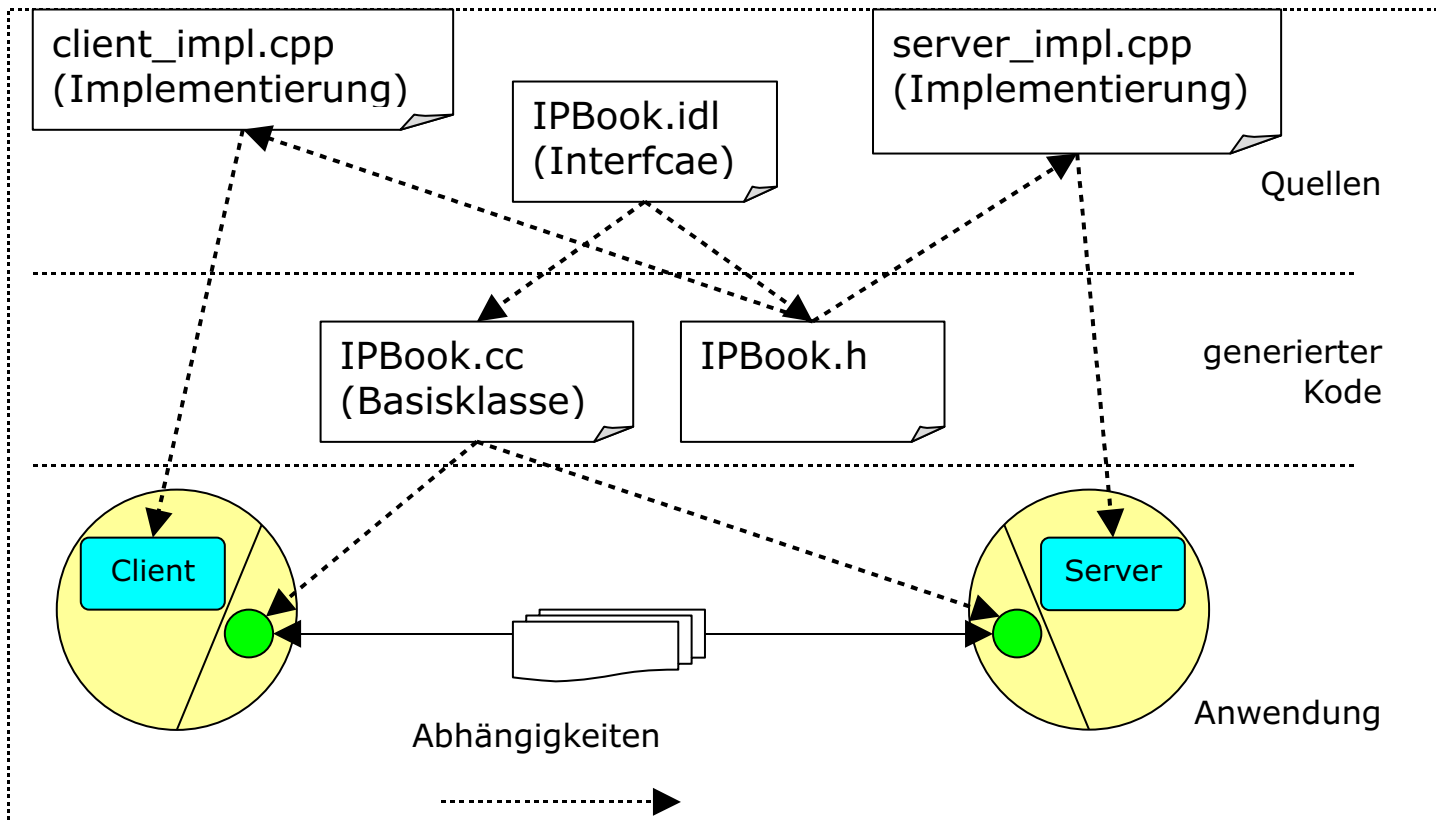 client_impl.cpp
(Implementierung)
IPBook.idl
(Interfcae)
server_impl.cpp
(Implementierung)
Quellen
IPBook.cc
(Basisklasse)
IPBook.h
generierter
Kode
Client
Server
Anwendung
Abhängigkeiten